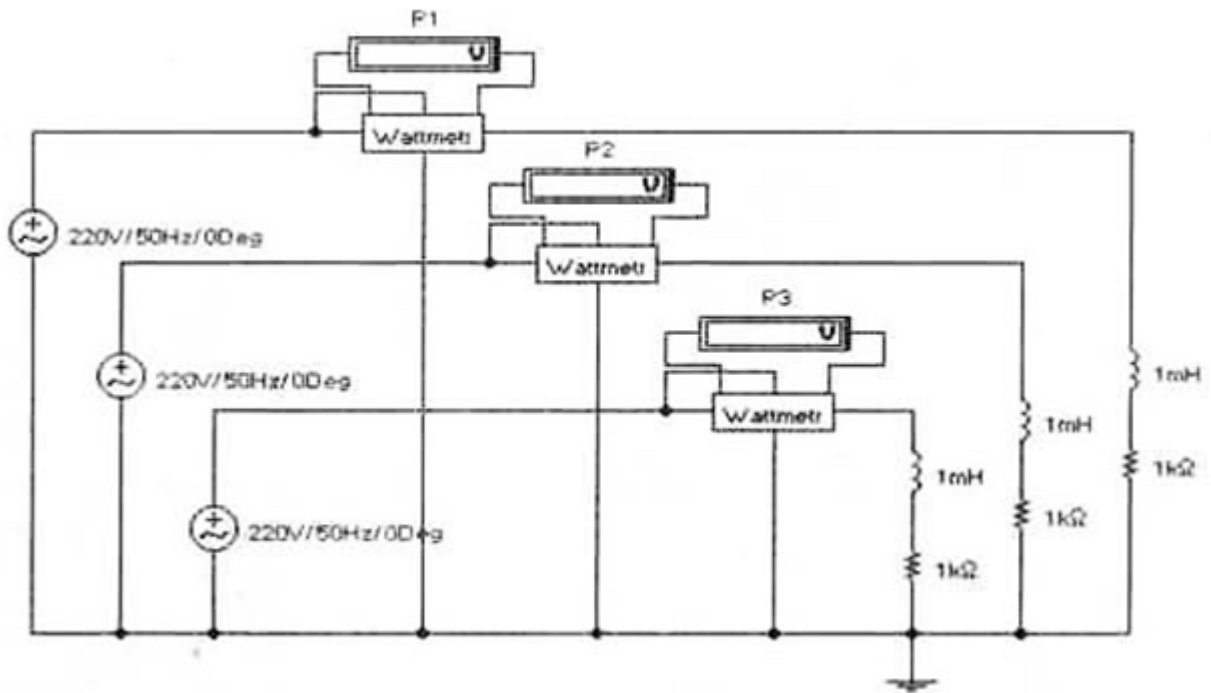 P1
U
Wattmetr
P2
U
220V/50Hz/0Deg
Wattmetr
P3
U
220V/50Hz/0Deg
1mH
Wattmetr
1mH
1kΩ
1mH
220V/50Hz/0Deg
1kΩ
1kΩ